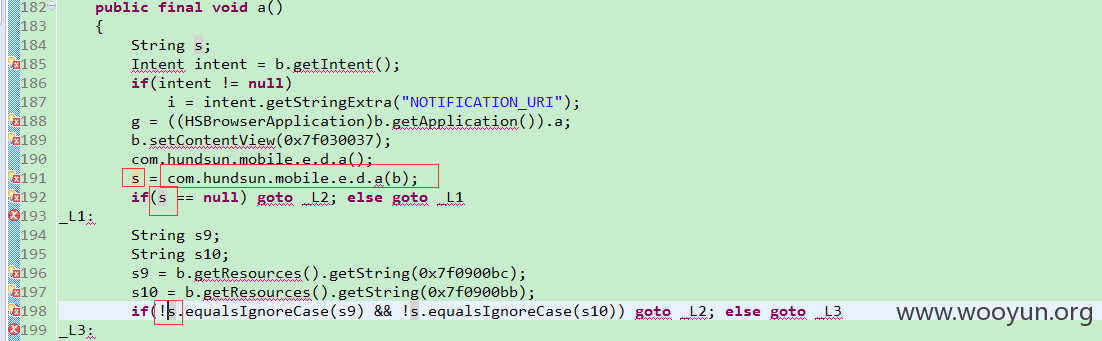 182 public final void a()
183 {
184 String s;
185 Intent intent = b.getIntent();
186 if(intent != null)
187 i = intent.getStringExtra("NOTIFICATION_URI");
188 g = ((HSBrowserApplication)b.getApplication()).a;
189 b.setContentView(0x7f030037);
190 com.hundsun.mobile.e.d.a();
191 s = com.hundsun.mobile.e.d.a(b);
192 if(s == null) goto _L2; else goto _L1
193 _L1:
194 String s9;
195 String s10;
196 s9 = b.getResources().getString(0x7f0900bc);
197 s10 = b.getResources().getString(0x7f0900bb);
198 if(!s.equalsIgnoreCase(s9) && !s.equalsIgnoreCase(s10)) goto _L2; else goto _L3
199 _L3:
www.wooyun.org